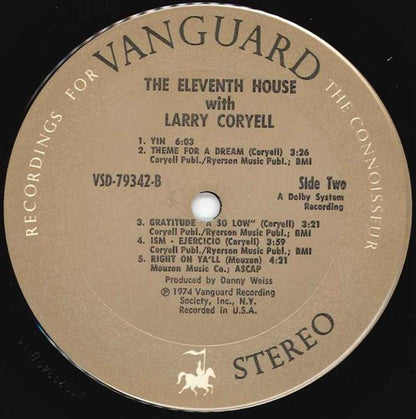 RECORDINGS FOR VANGUARD THE CONNOISSEUR
THE ELEVENTH HOUSE
with
LARRY CORYELL
1. YIN 6:03
2. THEME FOR A DREAM (Coryell) 3:26
Coryell Publ./Ryerson Music Publ.; BMI
VSD-79342-B
Side Two
A Dolby System
Recording
3. GRATITUDE "A SO LOW" (Coryell) 3:21
Coryell Publ./Ryerson Music Publ.; BMI
4. ISM - EJERCICIO (Coryell) 3:59
Coryell Publ./Ryerson Music Publ.; BMI
5. RIGHT ON YA'LL (Mouzon) 4:21
Mouzon Music Co.; ASCAP
Produced by Danny Weiss
℗ 1974 Vanguard Recording
Society, Inc., N.Y.
Recorded in U.S.A.
STEREO